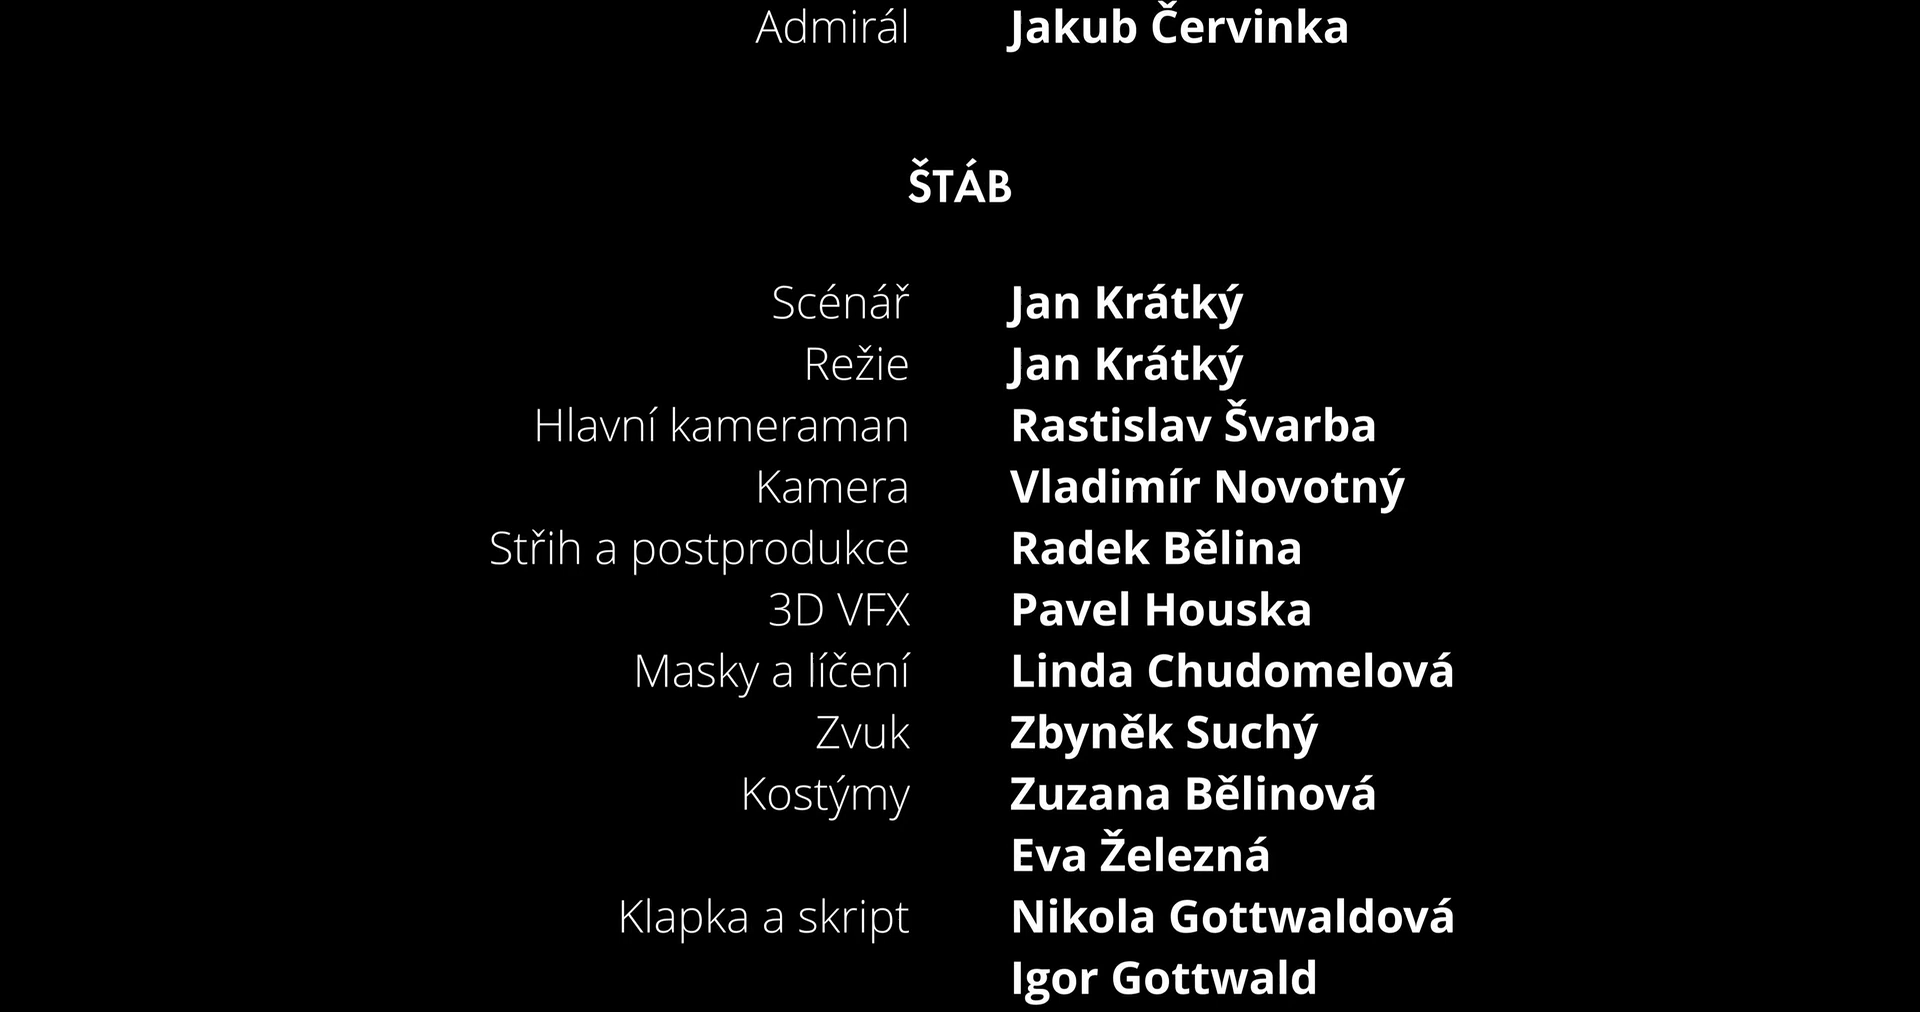 Admirál Jakub Červinka
ŠTÁB
Scénář Jan Krátký
Režie Jan Krátký
Hlavní kameraman Rastislav Švarba
Kamera Vladimír Novotný
Střih a postprodukce Radek Bělina
3D VFX Pavel Houska
Masky a líčení Linda Chudomelová
Zvuk Zbyněk Suchý
Kostýmy Zuzana Bělinová
Eva Železná
Klapka a skript Nikola Gottwaldová
Igor Gottwald